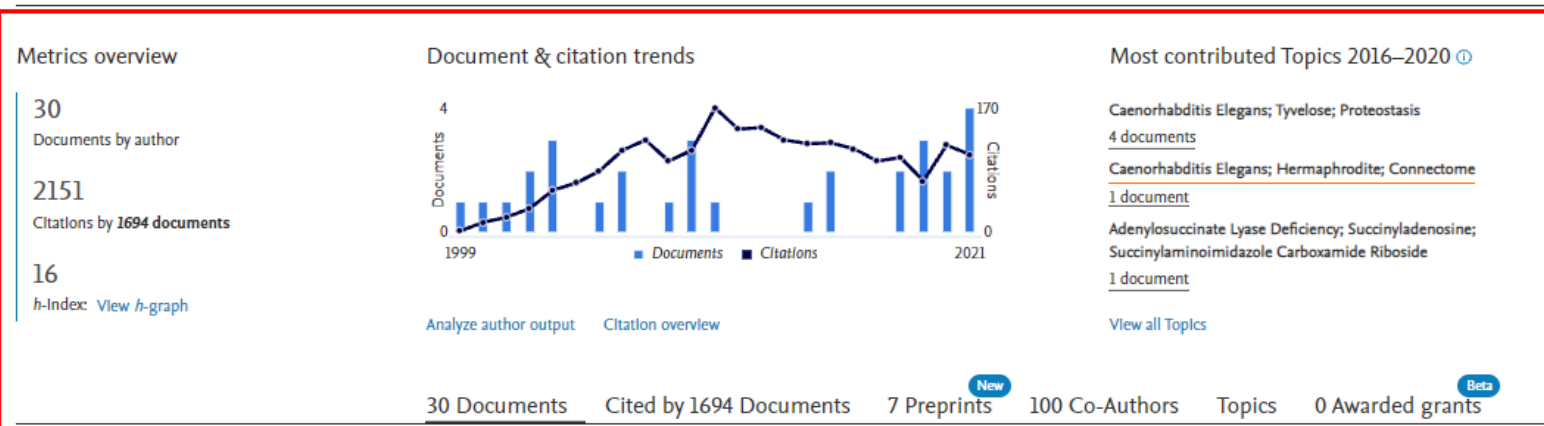 Metrics overview
30
Documents by author
2151
Citations by 1694 documents
16
h-Index: View h-graph
Document & citation trends
4
170
Documents
Citations
0
0
1999
Documents
Citations
2021
Analyze author output
Citation overview
Most contributed Topics 2016–2020
Caenorhabditis Elegans; Tyvelose; Proteostasis
4 documents
Caenorhabditis Elegans; Hermaphrodite; Connectome
1 document
Adenylosuccinate Lyase Deficiency; Succinyladenosine;
Succinylaminoimidazole Carboxamide Riboside
1 document
View all Topics
New
Beta
30 Documents Cited by 1694 Documents 7 Preprints 100 Co-Authors Topics 0 Awarded grants